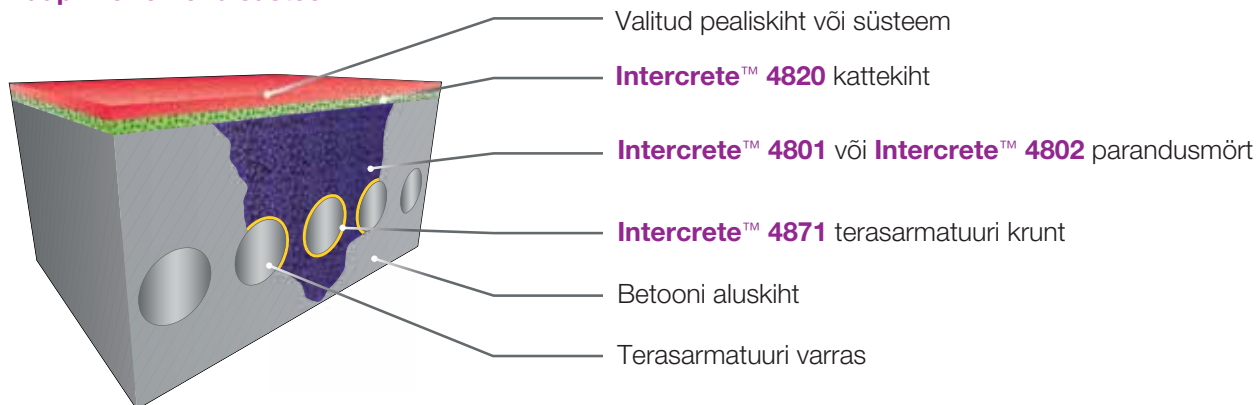 Valitud pealiskiht või süsteem
Intercrete™ 4820 kattekiht
Intercrete™ 4801 või Intercrete™ 4802 parandusmört
Intercrete™ 4871 terasarmatuuri krunt
Betooni aluskiht
Terasarmatuuri varras